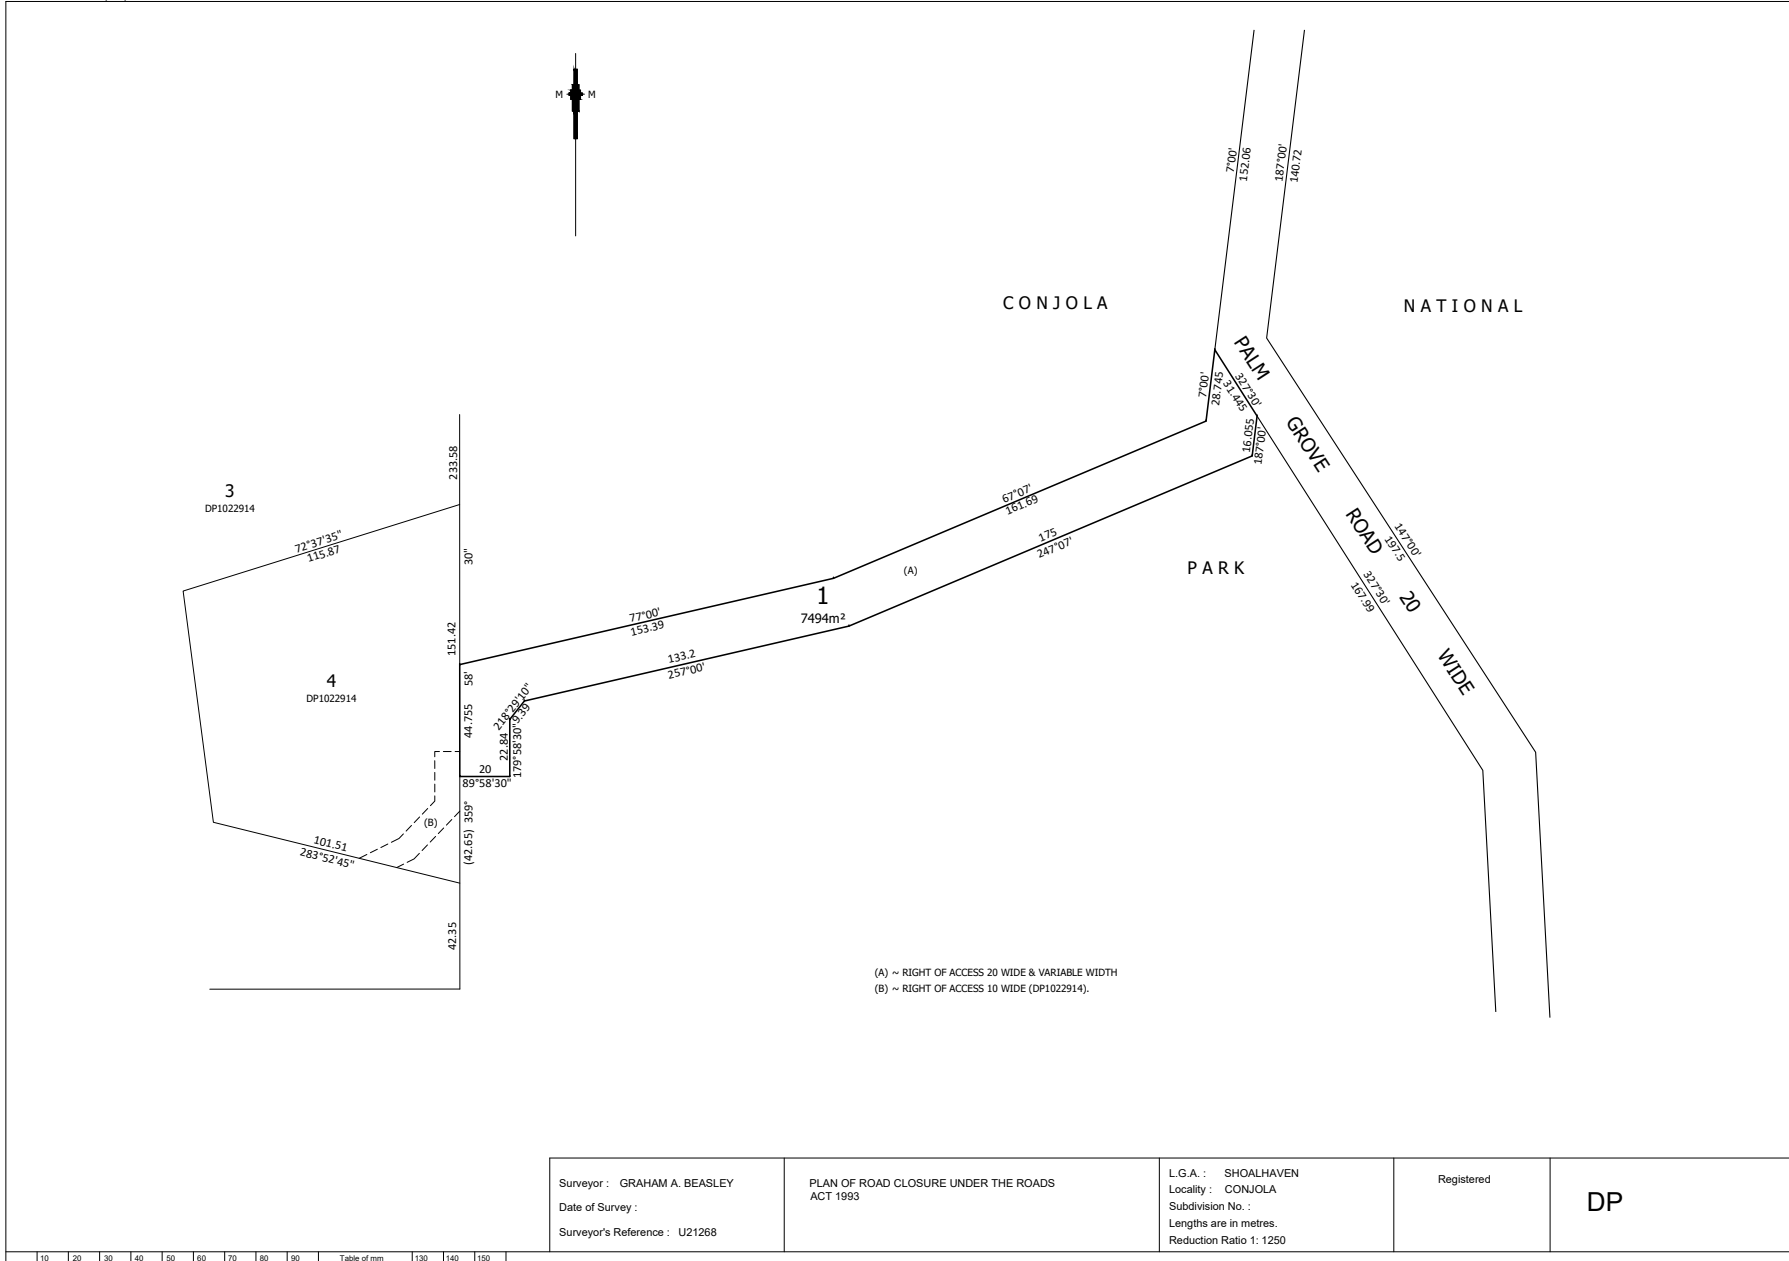 M M
7°00'
152.06
187°00'
140.72
CONJOLA
NATIONAL
PALM GROVE ROAD 20 WIDE
7°00'
28.745
327°30'
31.445
16.055
187°00'
233.58
3
DP1022914
72°37'35"
115.87
30"
67°07'
161.69
175
247°07'
147°00'
197.5
PARK
(A)
1
7494m²
327°30'
167.99
77°00'
153.39
151.42
133.2
257°00'
58'
4
DP1022914
218°29'10"
9.39
44.755
22.84
179°58'30"
20
89°58'30"
359°
(B)
(42.65)
101.51
283°52'45"
42.35
(A) ~ RIGHT OF ACCESS 20 WIDE & VARIABLE WIDTH
(B) ~ RIGHT OF ACCESS 10 WIDE (DP1022914).
Surveyor : GRAHAM A. BEASLEY
Date of Survey :
Surveyor's Reference : U21268
PLAN OF ROAD CLOSURE UNDER THE ROADS
ACT 1993
L.G.A. : SHOALHAVEN
Locality : CONJOLA
Subdivision No. :
Lengths are in metres.
Reduction Ratio 1: 1250
Registered
DP
10 20 30 40 50 60 70 80 90 Table of mm 130 140 150